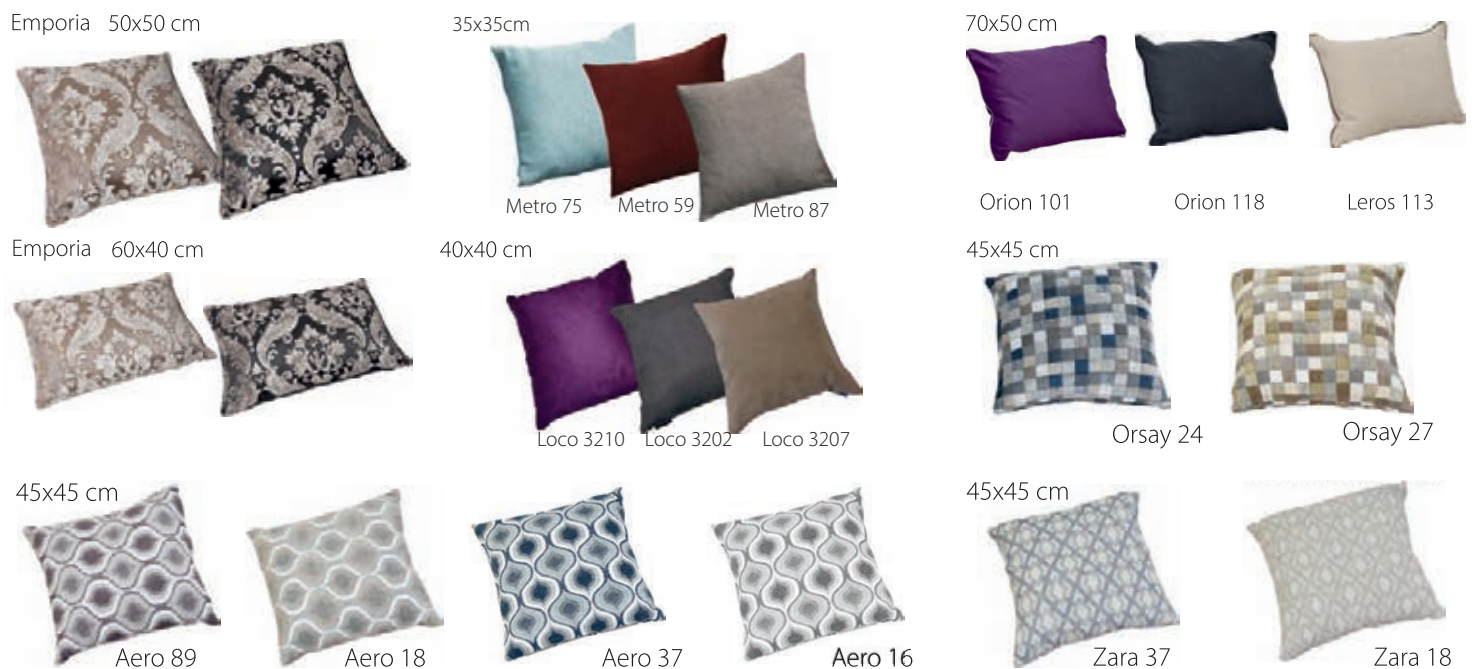 Emporia 50x50 cm
35x35cm
70x50 cm
Metro 75
Metro 59
Metro 87
Orion 101
Orion 118
Leros 113
Emporia 60x40 cm
40x40 cm
45x45 cm
Loco 3210
Loco 3202
Loco 3207
Orsay 24
Orsay 27
45x45 cm
45x45 cm
Aero 89
Aero 18
Aero 37
Aero 16
Zara 37
Zara 18